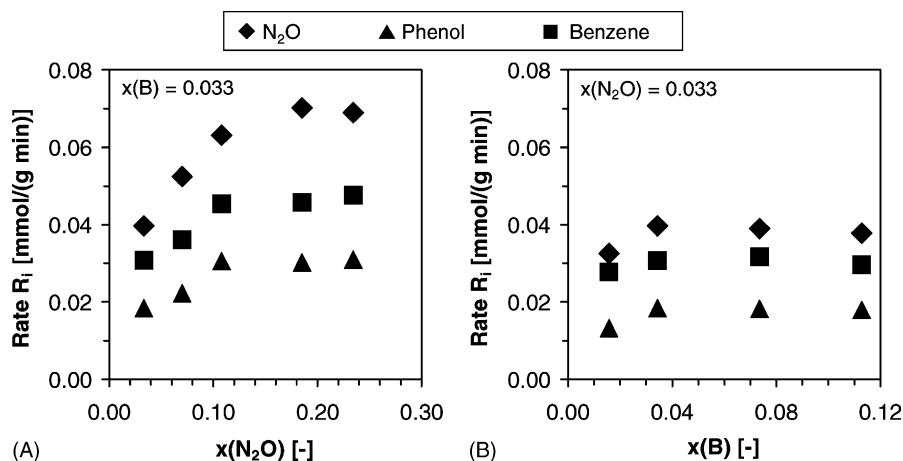 N₂O Phenol Benzene
x(B) = 0.033
Rate Rᵢ [mmol/(g min)]
0.08
0.06
0.04
0.02
0.00
0.00 0.10 0.20 0.30
(A) x(N₂O) [-]
x(N₂O) = 0.033
Rate Rᵢ [mmol/(g min)]
0.08
0.06
0.04
0.02
0.00
0.00 0.04 0.08 0.12
(B) x(B) [-]